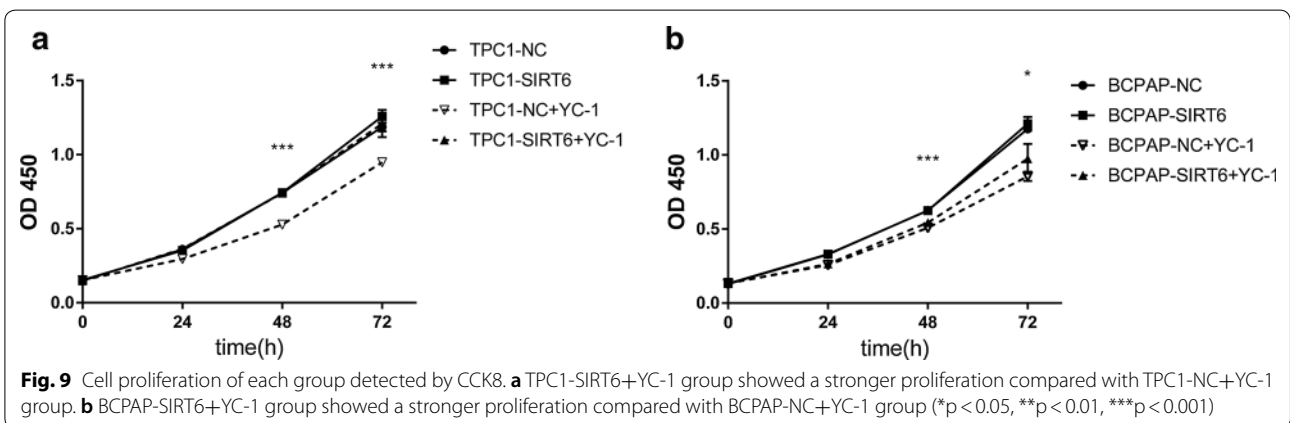 a
***
***
TPC1-NC
TPC1-SIRT6
TPC1-NC+YC-1
TPC1-SIRT6+YC-1
OD 450
1.5
1.0
0.5
0.0
0
24
48
72
time(h)
b
***
*
BCPAP-NC
BCPAP-SIRT6
BCPAP-NC+YC-1
BCPAP-SIRT6+YC-1
OD 450
1.5
1.0
0.5
0.0
0
24
48
72
time(h)
Fig. 9 Cell proliferation of each group detected by CCK8. a TPC1-SIRT6+YC-1 group showed a stronger proliferation compared with TPC1-NC+YC-1
group. b BCPAP-SIRT6+YC-1 group showed a stronger proliferation compared with BCPAP-NC+YC-1 group (*p < 0.05, **p < 0.01, ***p < 0.001)